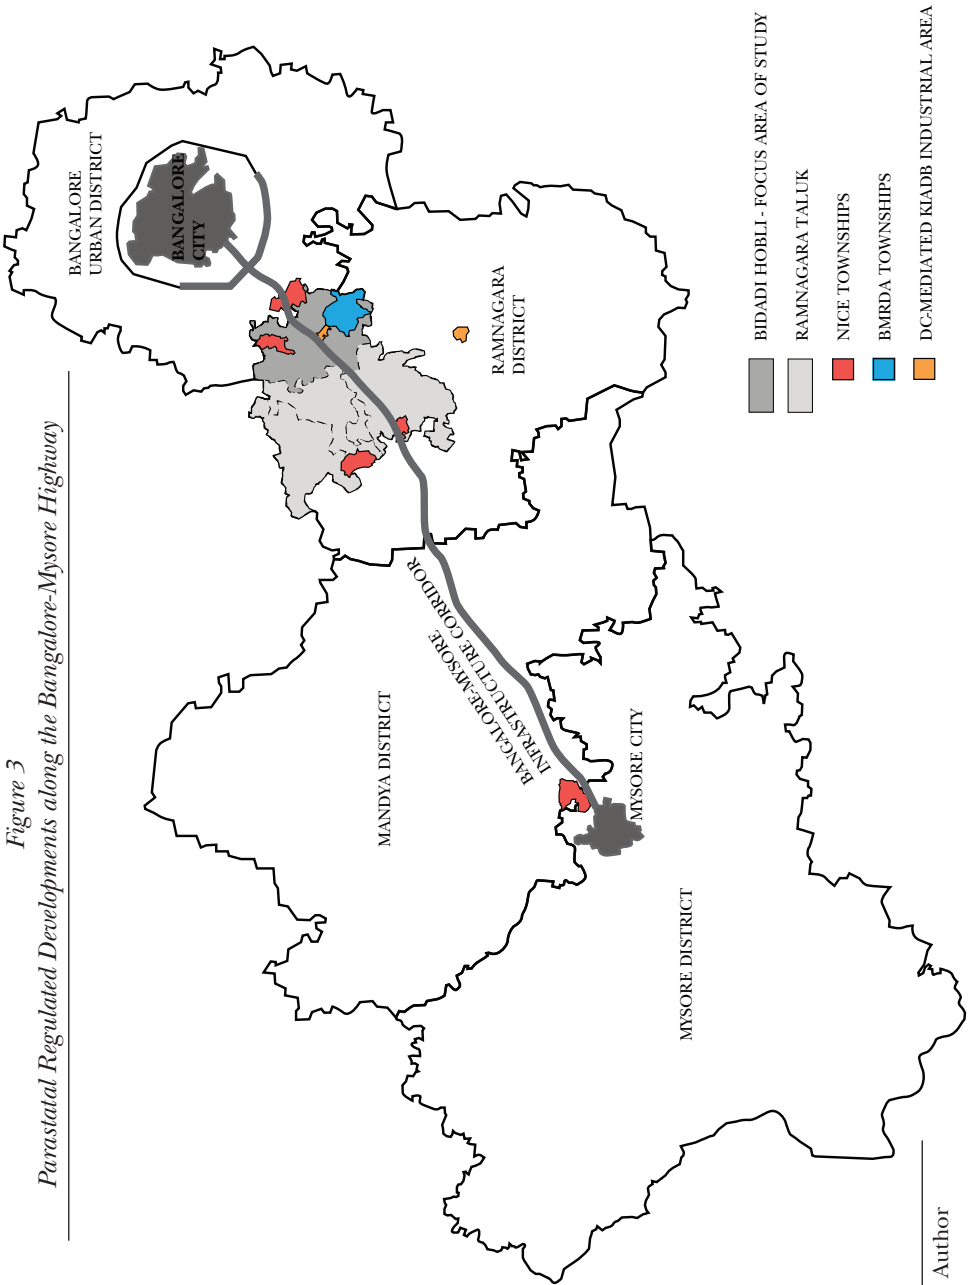 Figure 3
Parastatal Regulated Developments along the Bangalore-Mysore Highway
BANGALORE
URBAN DISTRICT
BANGALORE
CITY
RAMNAGARA
DISTRICT
BANGALORE-MYSORE
INFRASTRUCTURE CORRIDOR
MANDYA DISTRICT
MYSORE CITY
MYSORE DISTRICT
BIDADI HOBLI - FOCUS AREA OF STUDY
RAMNAGARA TALUK
NICE TOWNSHIPS
BMRDA TOWNSHIPS
DC-MEDIATED KIADB INDUSTRIAL AREA
Author